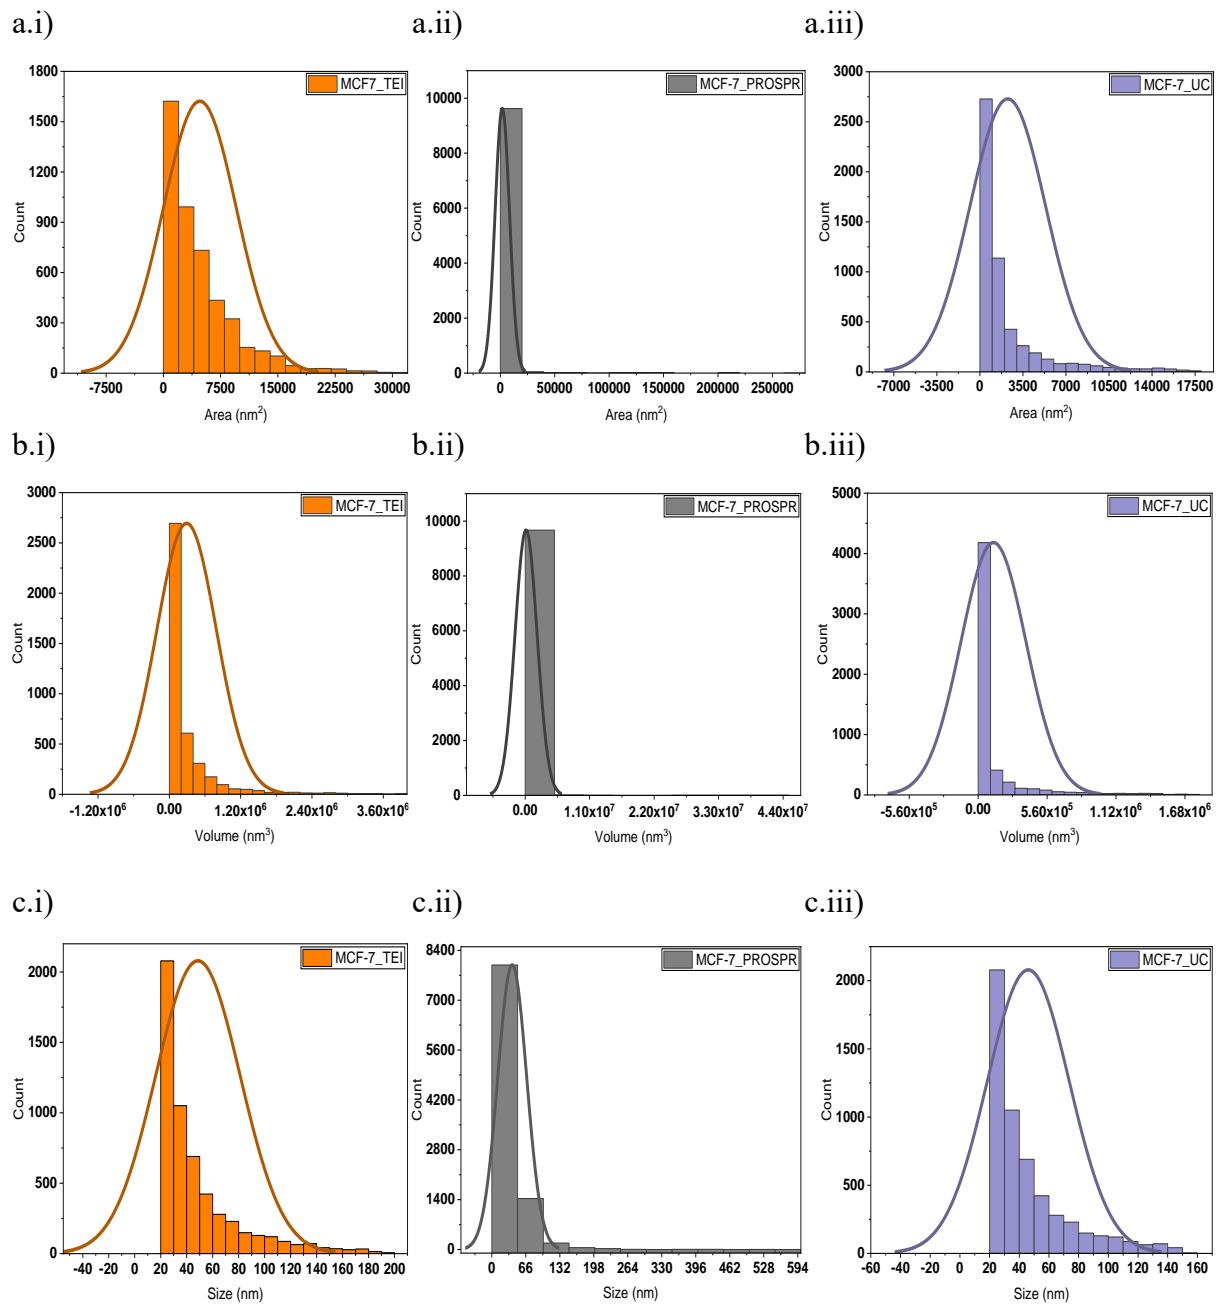 a.i)
a.ii)
a.iii)
1800
1500
1200
900
600
300
0
Count
MCF7_TEI
-7500 0 7500 15000 22500 30000
Area (nm²)
10000
8000
6000
4000
2000
0
Count
MCF-7_PROSPR
0 50000 100000 150000 200000 250000
Area (nm²)
3000
2500
2000
1500
1000
500
0
Count
MCF-7_UC
-7000 -3500 0 3500 7000 10500 14000 17500
Area (nm²)
b.i)
b.ii)
b.iii)
3000
2500
2000
1500
1000
500
0
Count
MCF-7_TEI
-1.20x10⁶ 0.00 1.20x10⁶ 2.40x10⁶ 3.60x10⁶
Volume (nm³)
10000
8000
6000
4000
2000
0
Count
MCF-7_PROSPR
0.00 1.10x10⁷ 2.20x10⁷ 3.30x10⁷ 4.40x10⁷
Volume (nm³)
5000
4000
3000
2000
1000
0
Count
MCF-7_UC
-5.60x10⁵ 0.00 5.60x10⁵ 1.12x10⁶ 1.68x10⁶
Volume (nm³)
c.i)
c.ii)
c.iii)
2000
1500
1000
500
0
Count
MCF-7_TEI
-40 -20 0 20 40 60 80 100 120 140 160 180 200
Size (nm)
8400
7000
5600
4200
2800
1400
0
Count
MCF-7_PROSPR
0 66 132 198 264 330 396 462 528 594
Size (nm)
2000
1500
1000
500
0
Count
MCF-7_UC
-60 -40 -20 0 20 40 60 80 100 120 140 160
Size (nm)